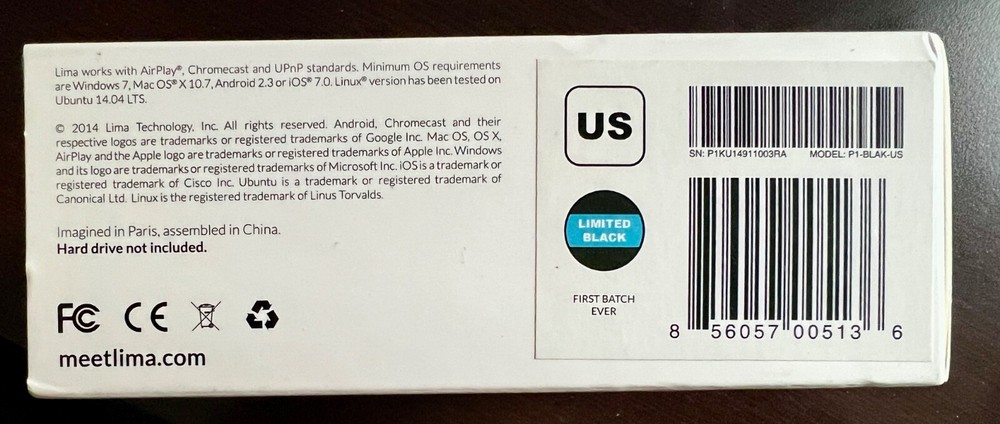 Lima works with AirPlay®, Chromecast and UPnP standards. Minimum OS requirements
are Windows 7, Mac OS® X 10.7, Android 2.3 or iOS® 7.0. Linux® version has been tested on
Ubuntu 14.04 LTS.
© 2014 Lima Technology, Inc. All rights reserved. Android, Chromecast and their
respective logos are trademarks or registered trademarks of Google Inc. Mac OS, OS X,
AirPlay and the Apple logo are trademarks or registered trademarks of Apple Inc. Windows
and its logo are trademarks or registered trademarks of Microsoft Inc. iOS is a trademark or
registered trademark of Cisco Inc. Ubuntu is a trademark or registered trademark of
Canonical Ltd. Linux is the registered trademark of Linus Torvalds.
Imagined in Paris, assembled in China.
Hard drive not included.
FC CE
meetlima.com
US
LIMITED
BLACK
FIRST BATCH
EVER
SN: P1KU14911003RA MODEL: P1-BLAK-US
8 56057 00513 6